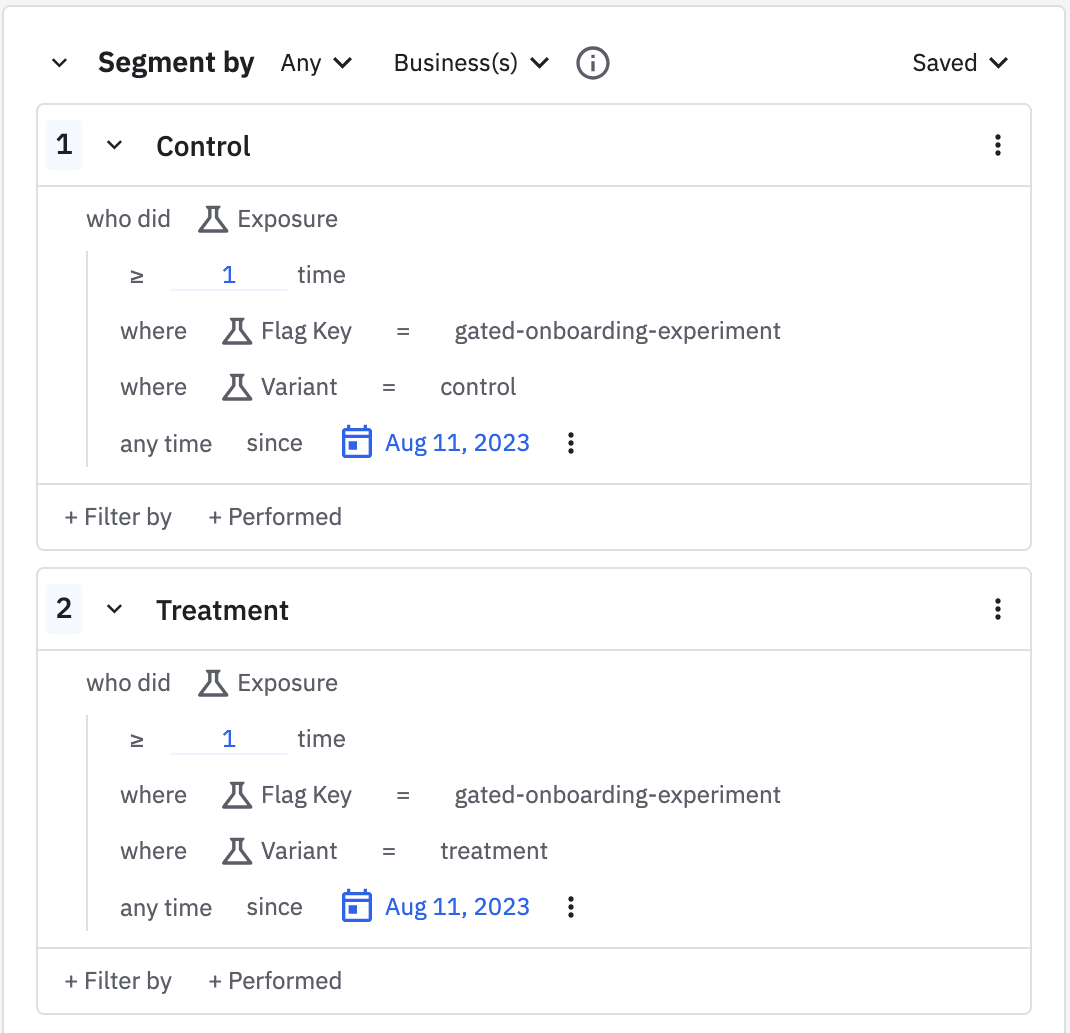 Segment by Any Business(s) Saved
1 Control
who did Exposure
≥ 1 time
where Flag Key = gated-onboarding-experiment
where Variant = control
any time since Aug 11, 2023
+ Filter by + Performed
2 Treatment
who did Exposure
≥ 1 time
where Flag Key = gated-onboarding-experiment
where Variant = treatment
any time since Aug 11, 2023
+ Filter by + Performed